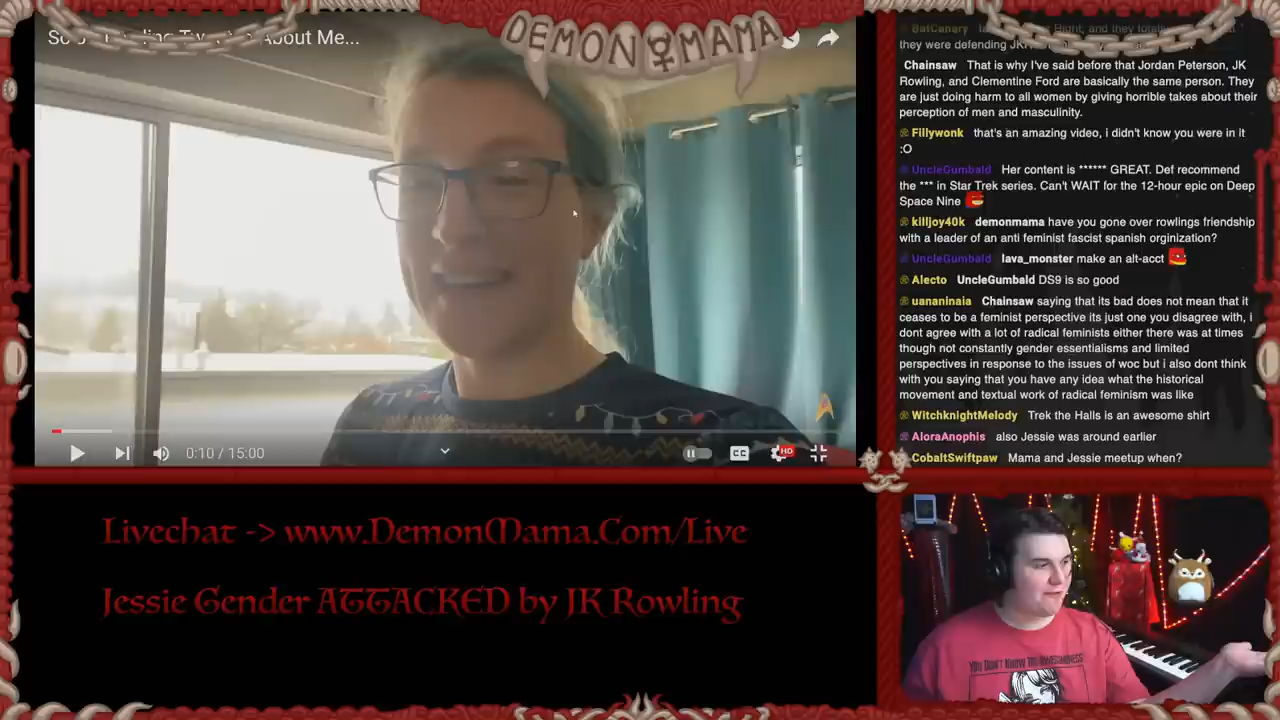 DEMON MAMA
About Me...
BatCanary
Right, and they
they were defending
Chainsaw That is why I've said before that Jordan Peterson, JK
Rowling, and Clementine Ford are basically the same person. They
are just doing harm to all women by giving horrible takes about their
perception of men and masculinity.
Fillywonk that's an amazing video, i didn't know you were in it
:O
UncleGumbald Her content is ****** GREAT. Def recommend
the *** in Star Trek series. Can't WAIT for the 12-hour epic on Deep
Space Nine
killjoy40k demonmama have you gone over rowlings friendship
with a leader of an anti feminist fascist spanish orginization?
UncleGumbald lava_monster make an alt-acct
Alecto UncleGumbald DS9 is so good
uananinaia Chainsaw saying that its bad does not mean that it
ceases to be a feminist perspective its just one you disagree with, i
dont agree with a lot of radical feminists either there was at times
though not constantly gender essentialisms and limited
perspectives in response to the issues of woc but i also dont think
with you saying that you have any idea what the historical
movement and textual work of radical feminism was like
WitchknightMelody Trek the Halls is an awesome shirt
AloraAnophis also Jessie was around earlier
CobaltSwiftpaw Mama and Jessie meetup when?
0:10 / 15:00
CC
HD
Livechat -> www.DemonMama.Com/Live
Jessie Gender ATTACKED by JK Rowling
YOU DON'T KNOW THE